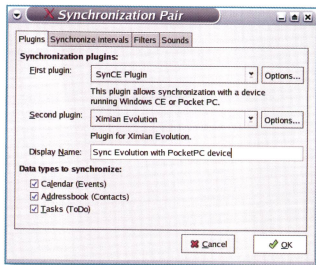 Synchronization Pair
Plugins Synchronize intervals Filters Sounds
Synchronization plugins:
First plugin: SynCE Plugin Options...
This plugin allows synchronization with a device
running Windows CE or Pocket PC.
Second plugin: Ximian Evolution Options...
Plugin for Ximian Evolution.
Display Name: Sync Evolution with PocketPC device
Data types to synchronize:
Calendar (Events)
Addressbook (Contacts)
Tasks (ToDo)
Cancel OK